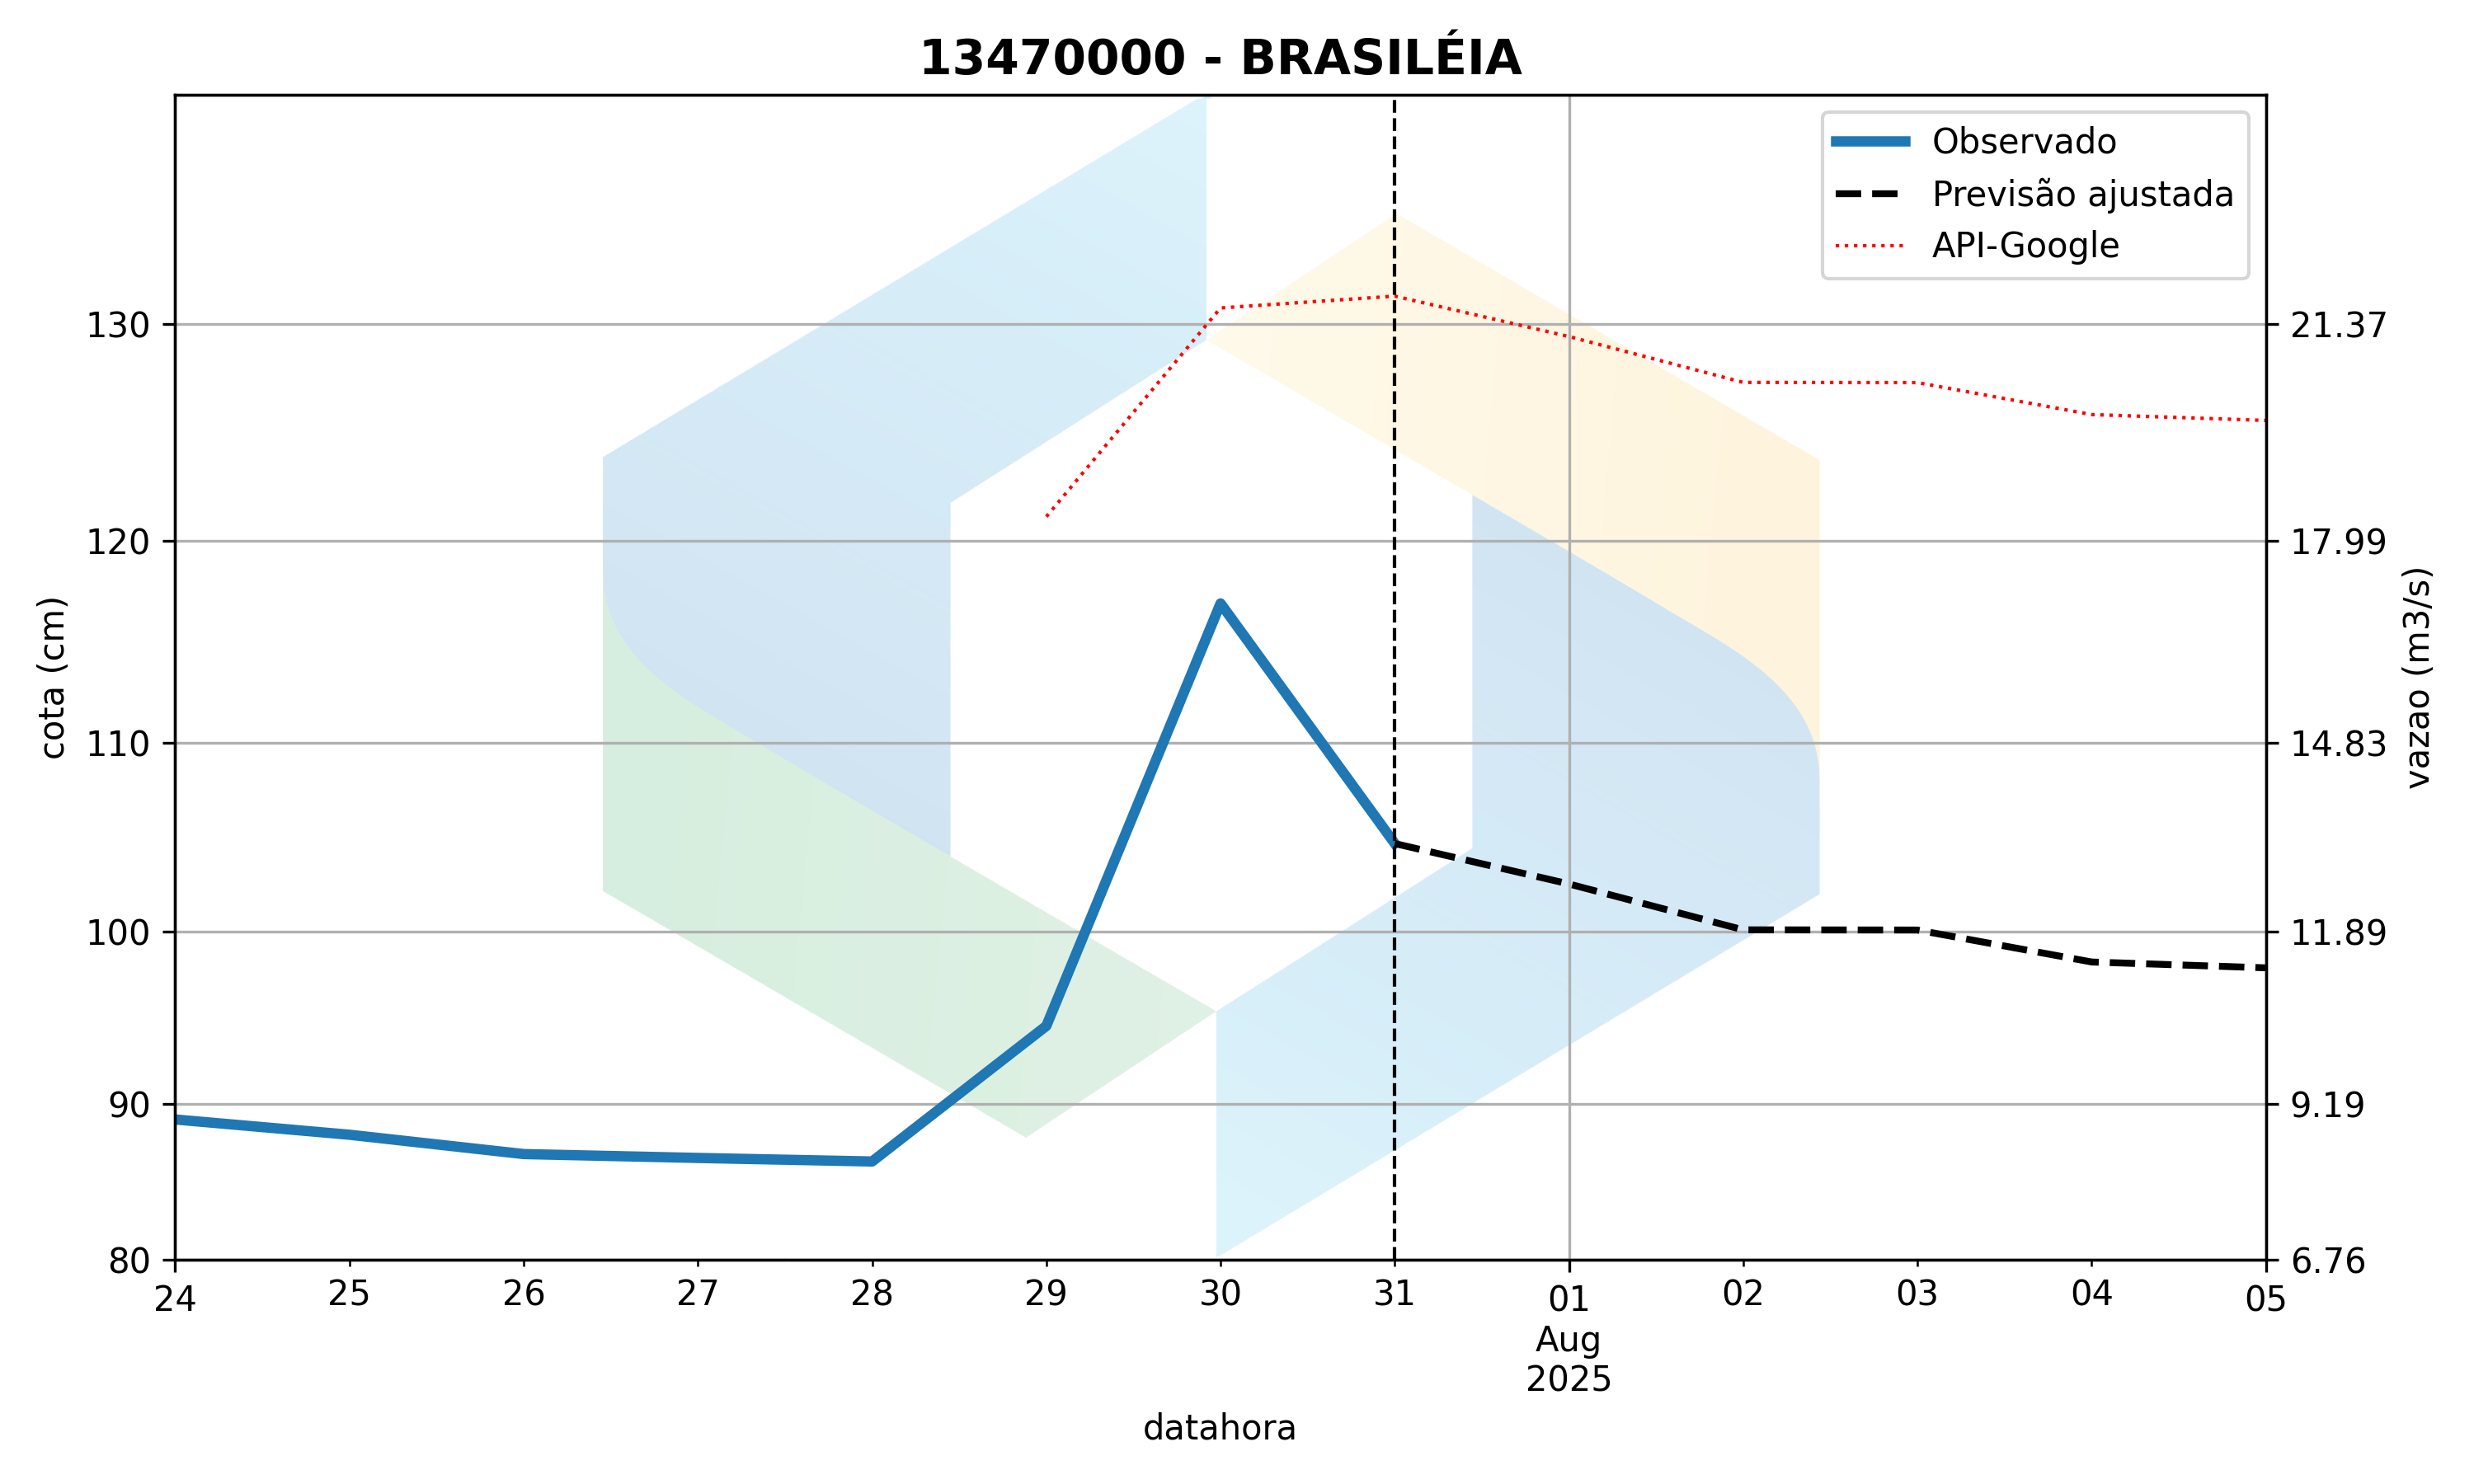 13470000 - BRASILÉIA
Observado
Previsão ajustada
API-Google
130
120
110
100
90
80
cota (cm)
21.37
17.99
14.83
11.89
9.19
6.76
vazao (m3/s)
24 25 26 27 28 29 30 31 01 02 03 04 05
Aug
2025
datahora